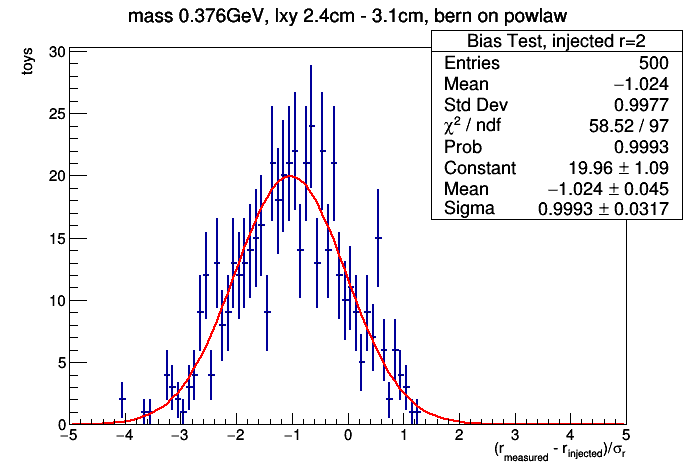 mass 0.376GeV, lxy 2.4cm - 3.1cm, bern on powlaw
Bias Test, injected r=2
Entries 500
Mean −1.024
Std Dev 0.9977
χ² / ndf 58.52 / 97
Prob 0.9993
Constant 19.96 ± 1.09
Mean −1.024 ± 0.045
Sigma 0.9993 ± 0.0317
toys
30
25
20
15
10
5
0
−5 −4 −3 −2 −1 0 1 2 3 4 5
(r_measured - r_injected)/σ_r